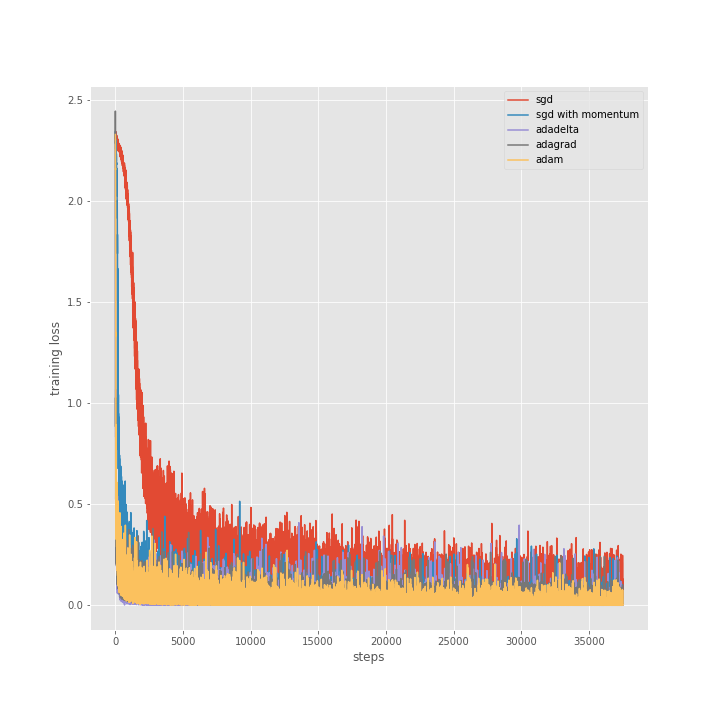 2.5
2.0
1.5
1.0
0.5
0.0
training loss
0 5000 10000 15000 20000 25000 30000 35000
steps
sgd
sgd with momentum
adadelta
adagrad
adam